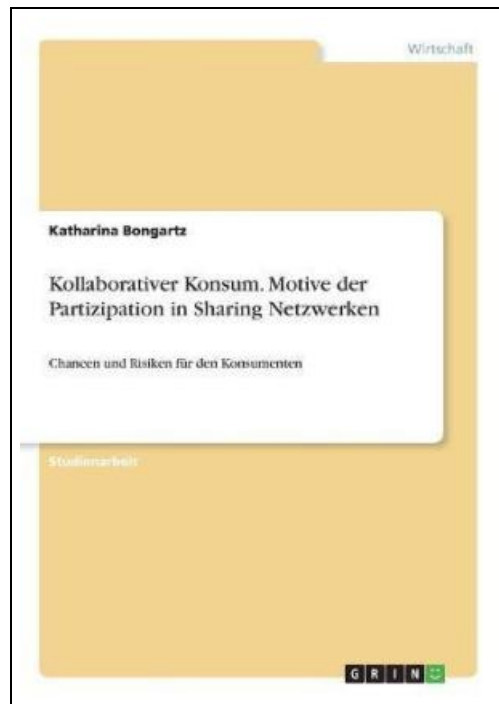 Wirtschaft
Katharina Bongartz
Kollaborativer Konsum. Motive der
Partizipation in Sharing Netzwerken
Chancen und Risiken für den Konsumenten
Studienarbeit
GRIN